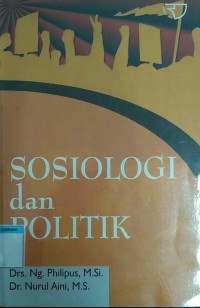 SOSIOLOGI
dan
POLITIK
Drs. Ng. Philipus, M.Si.
Dr. Nurul Aini, M.S.